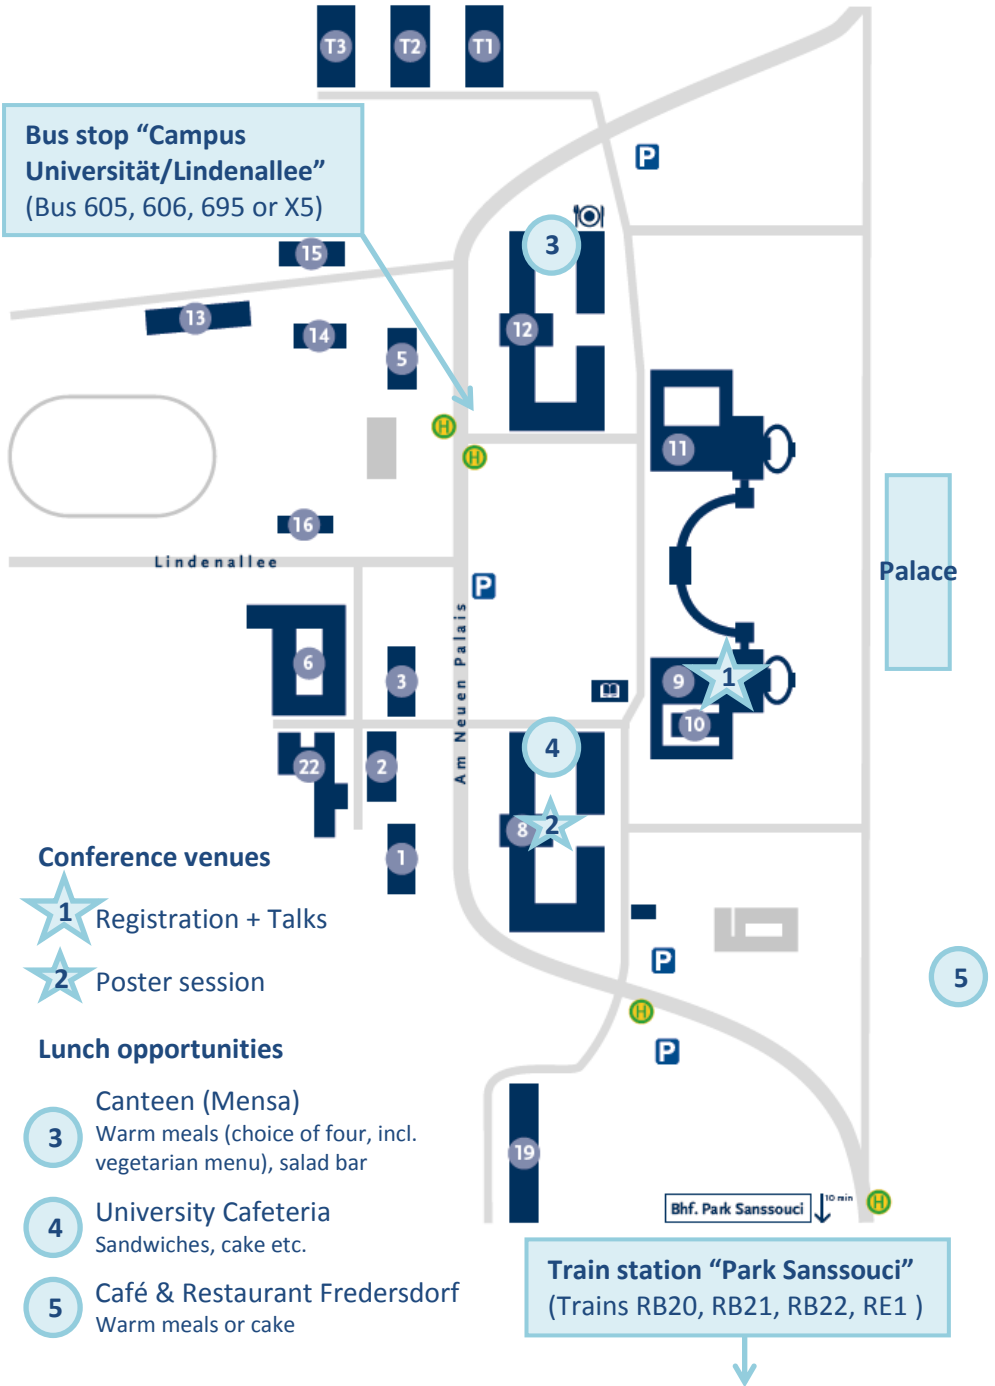 T3
T2
T1
Bus stop “Campus
Universität/Lindenallee”
(Bus 605, 606, 695 or X5)
P
3
15
13
14
12
5
H
H
11
16
Lindenallee
Palace
P
Am Neuen Palais
6
3
9
1
10
4
22
2
8
2
1
Conference venues
1
Registration + Talks
2
Poster session
P
5
H
P
Lunch opportunities
3
Canteen (Mensa)
Warm meals (choice of four, incl.
vegetarian menu), salad bar
19
4
University Cafeteria
Sandwiches, cake etc.
Bhf. Park Sanssouci
10 min
H
5
Café & Restaurant Fredersdorf
Warm meals or cake
Train station “Park Sanssouci”
(Trains RB20, RB21, RB22, RE1 )